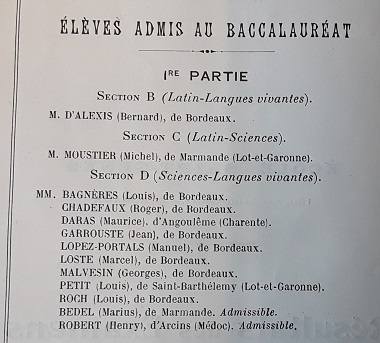 ÉLÈVES ADMIS AU BACCALAURÉAT
1RE PARTIE
SECTION B (Latin-Langues vivantes).
M. D'ALEXIS (Bernard), de Bordeaux.
SECTION C (Latin-Sciences).
M. MOUSTIER (Michel), de Marmande (Lot-et-Garonne).
SECTION D (Sciences-Langues vivantes).
MM. BAGNÈRES (Louis), de Bordeaux.
CHADEFAUX (Roger), de Bordeaux.
DARAS (Maurice). d'Angoulême (Charente).
GARROUSTE (Jean), de Bordeaux.
LOPEZ-PORTALS (Manuel), de Bordeaux.
LOSTE (Marcel), de Bordeaux.
MALVESIN (Georges), de Bordeaux.
PETIT (Louis), de Saint-Barthélemy (Lot-et-Garonne).
ROCH (Louis), de Bordeaux.
BEDEL (Marius), de Marmande. Admissible.
ROBERT (Henry), d'Arcins (Médoc). Admissible.